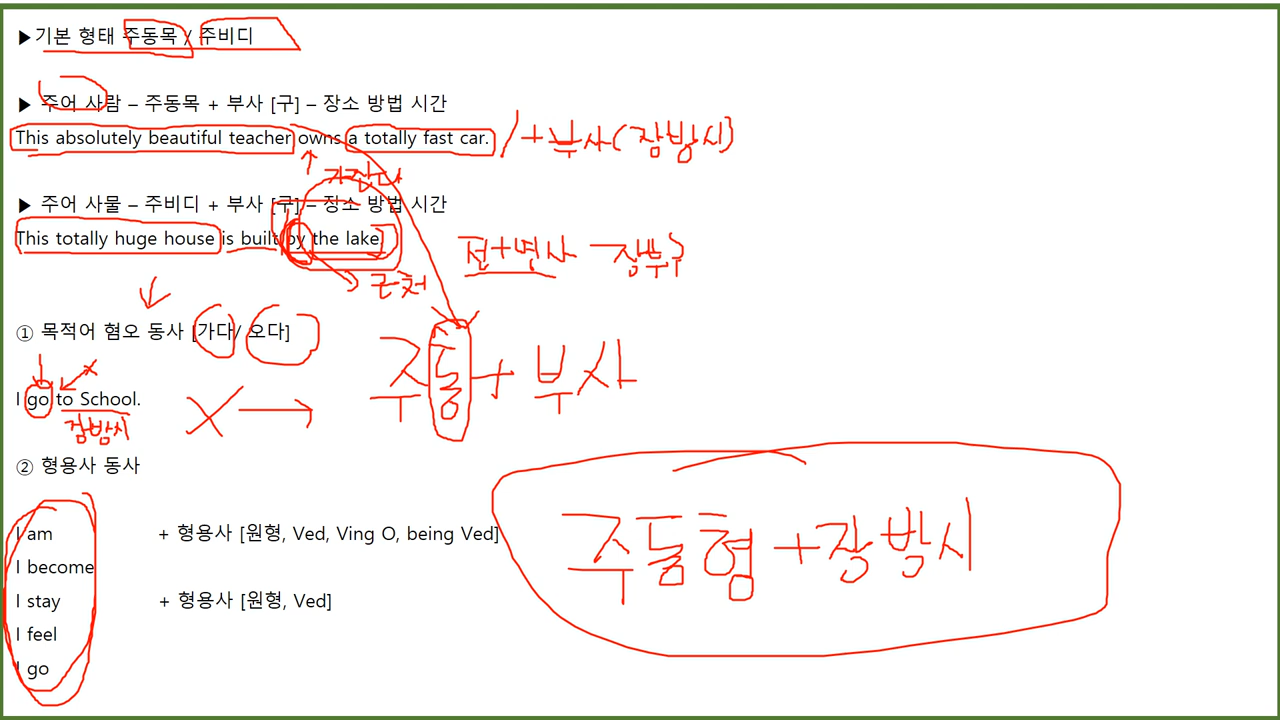 ▶기본 형태 주동목 / 주비디
▶ 주어 사람 – 주동목 + 부사 [구] – 장소 방법 시간
This absolutely beautiful teacher owns a totally fast car. / + 부사 (장방시)
▶ 주어 사물 – 주비디 + 부사 [구] – 장소 방법 시간
This totally huge house is built by the lake.
전+명사 장부구
근처
① 목적어 혐오 동사 [가다/ 오다]
주동 + 부사
I go to School.
장방시
② 형용사 동사
I am + 형용사 [원형, Ved, Ving O, being Ved]
주동형 + 장방시
I become
I stay + 형용사 [원형, Ved]
I feel
I go